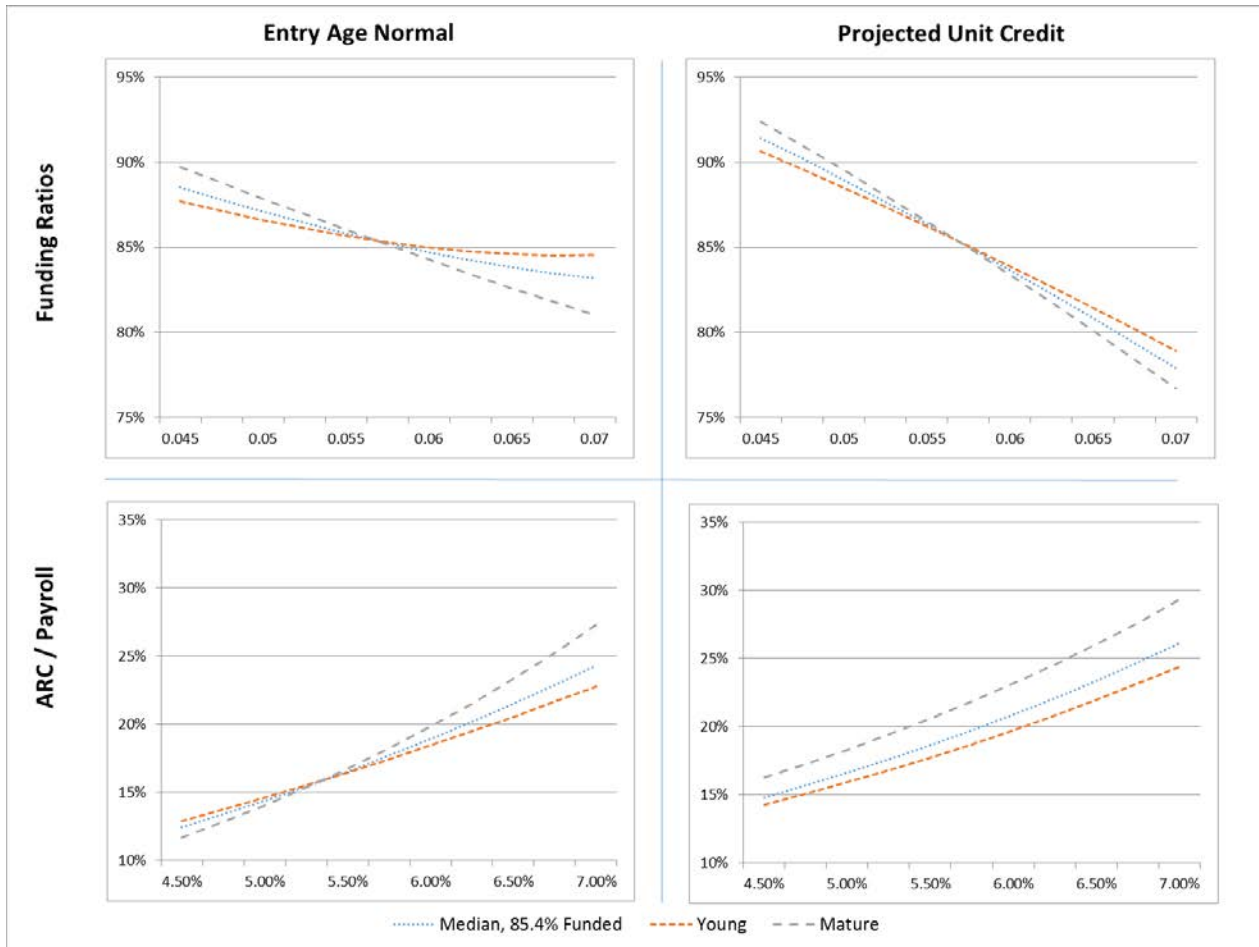 Entry Age Normal
Projected Unit Credit
Funding Ratios
95%
90%
85%
80%
75%
0.045 0.05 0.055 0.06 0.065 0.07
95%
90%
85%
80%
75%
0.045 0.05 0.055 0.06 0.065 0.07
ARC / Payroll
35%
30%
25%
20%
15%
10%
4.50% 5.00% 5.50% 6.00% 6.50% 7.00%
35%
30%
25%
20%
15%
10%
4.50% 5.00% 5.50% 6.00% 6.50% 7.00%
Median, 85.4% Funded Young Mature